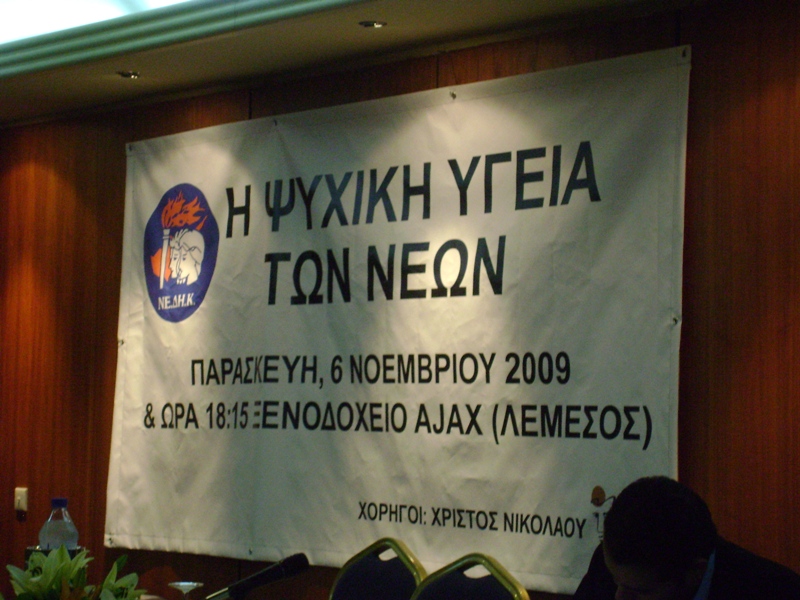 Η ΨΥΧΙΚΗ ΥΓΕΙΑ
ΤΩΝ ΝΕΩΝ
ΝΕ.ΔΗ.Κ.
ΠΑΡΑΣΚΕΥΗ, 6 ΝΟΕΜΒΡΙΟΥ 2009
& ΩΡΑ 18:15 ΞΕΝΟΔΟΧΕΙΟ AJAX (ΛΕΜΕΣΟΣ)
ΧΟΡΗΓΟΙ: ΧΡΙΣΤΟΣ ΝΙΚΟΛΑΟΥ